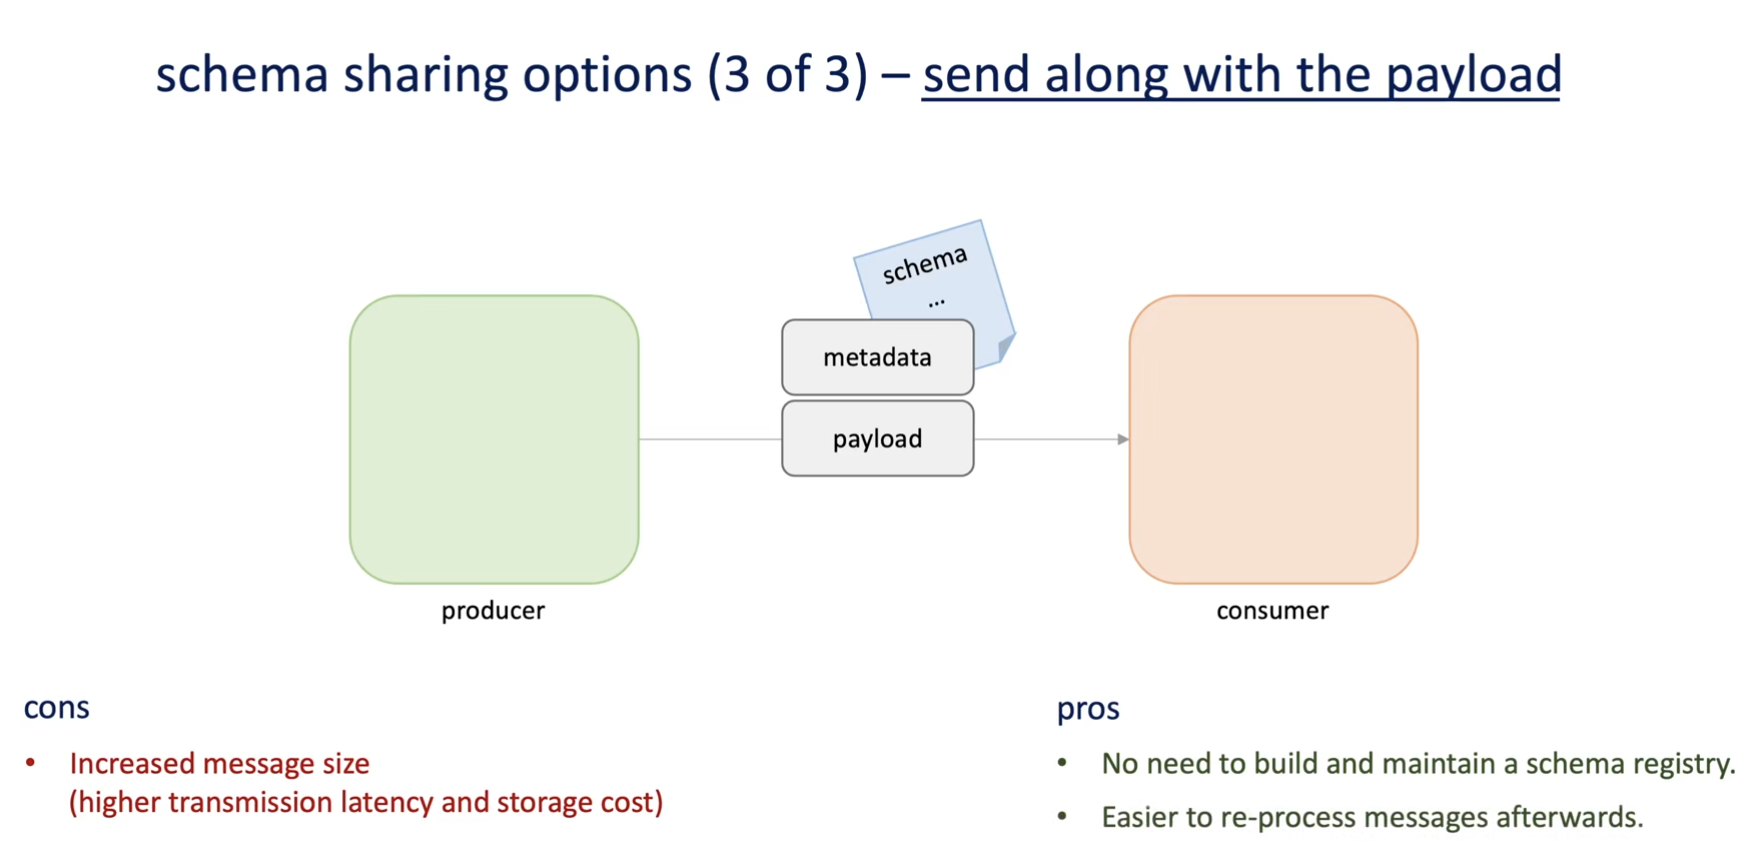 schema sharing options (3 of 3) – send along with the payload
schema
...
metadata
payload
producer
consumer
cons
• Increased message size
(higher transmission latency and storage cost)
pros
• No need to build and maintain a schema registry.
• Easier to re-process messages afterwards.